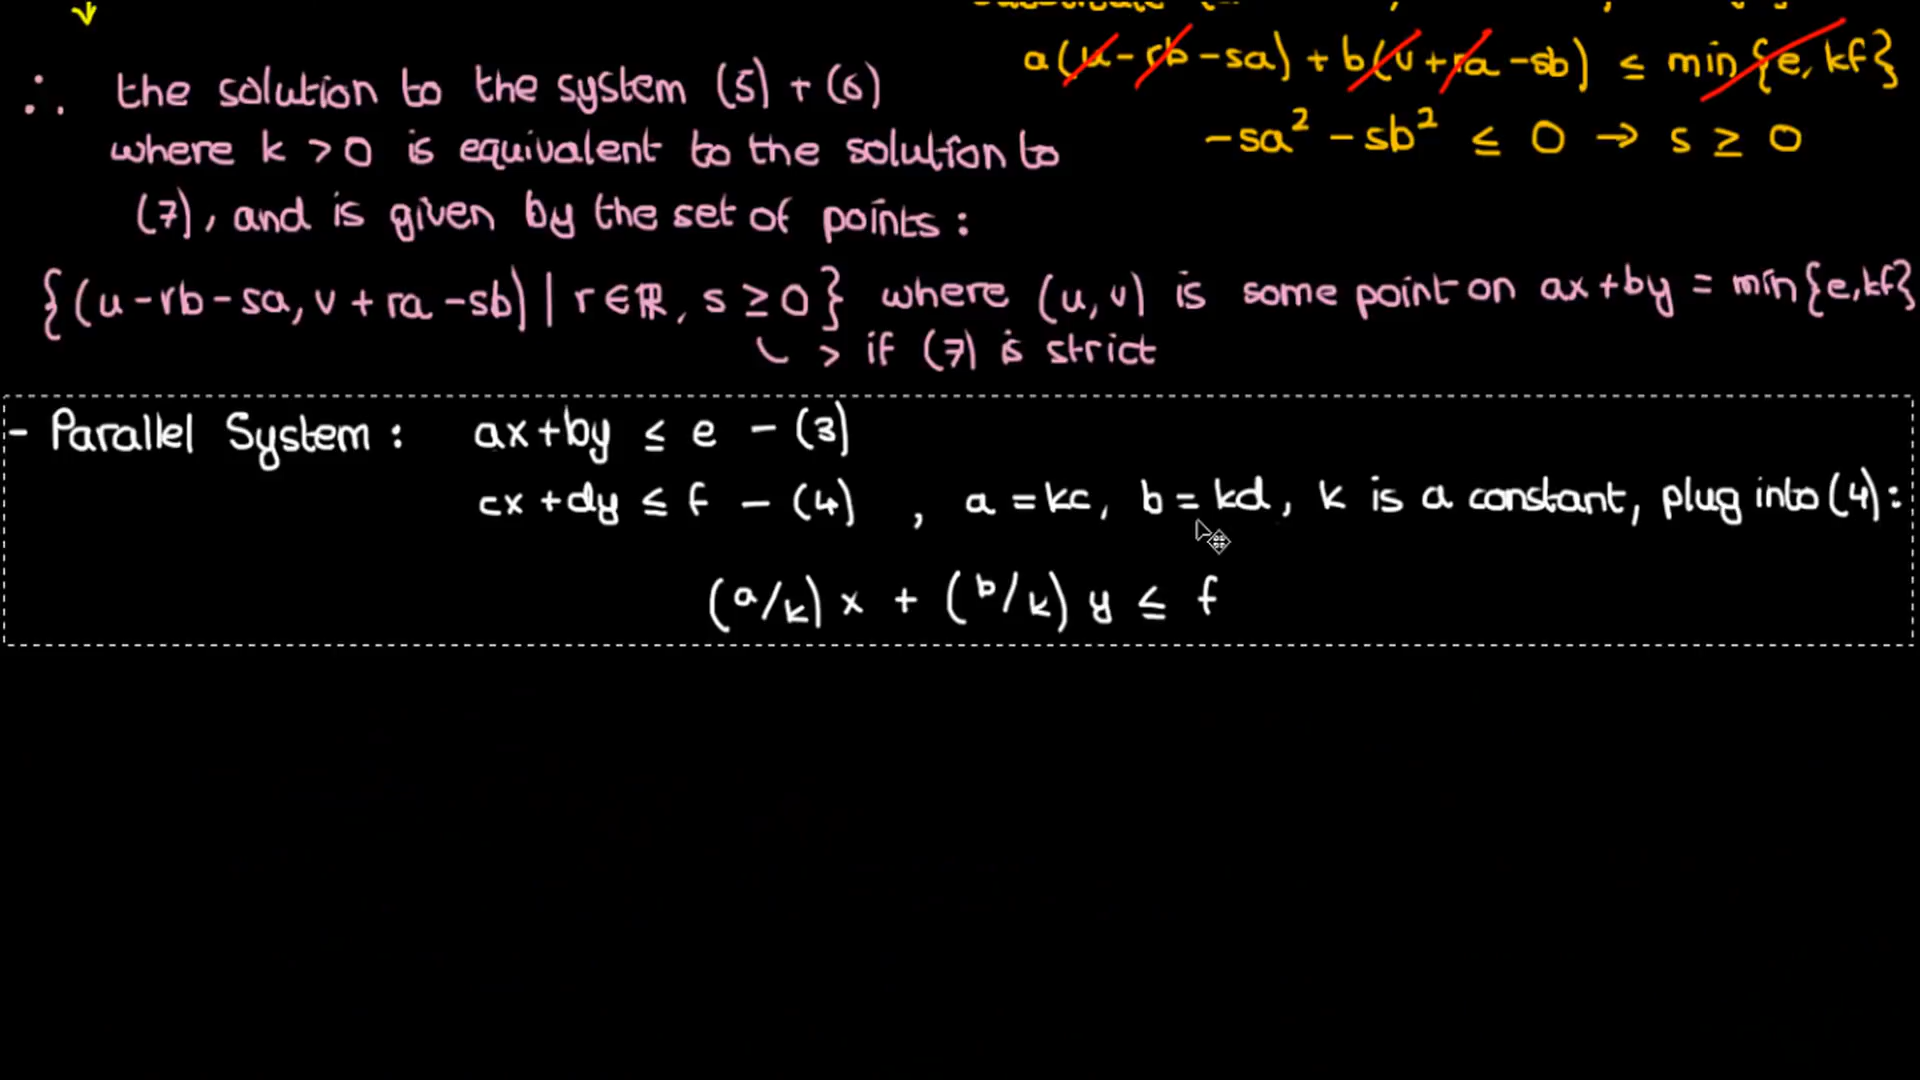 a(u - rb - sa) + b(v + ra - sb) ≤ min{e, kf}
-sa² - sb² ≤ 0 → s ≥ 0
∴ the solution to the system (5) + (6)
where k > 0 is equivalent to the solution to
(7), and is given by the set of points :
{(u - rb - sa, v + ra - sb) | r ∈ ℝ, s ≥ 0} where (u, v) is some point on ax + by = min{e, kf}
> if (7) is strict
- Parallel System : ax + by ≤ e - (3)
cx + dy ≤ f - (4) , a = kc, b = kd, k is a constant, plug into (4) :
(a/k) x + (b/k) y ≤ f